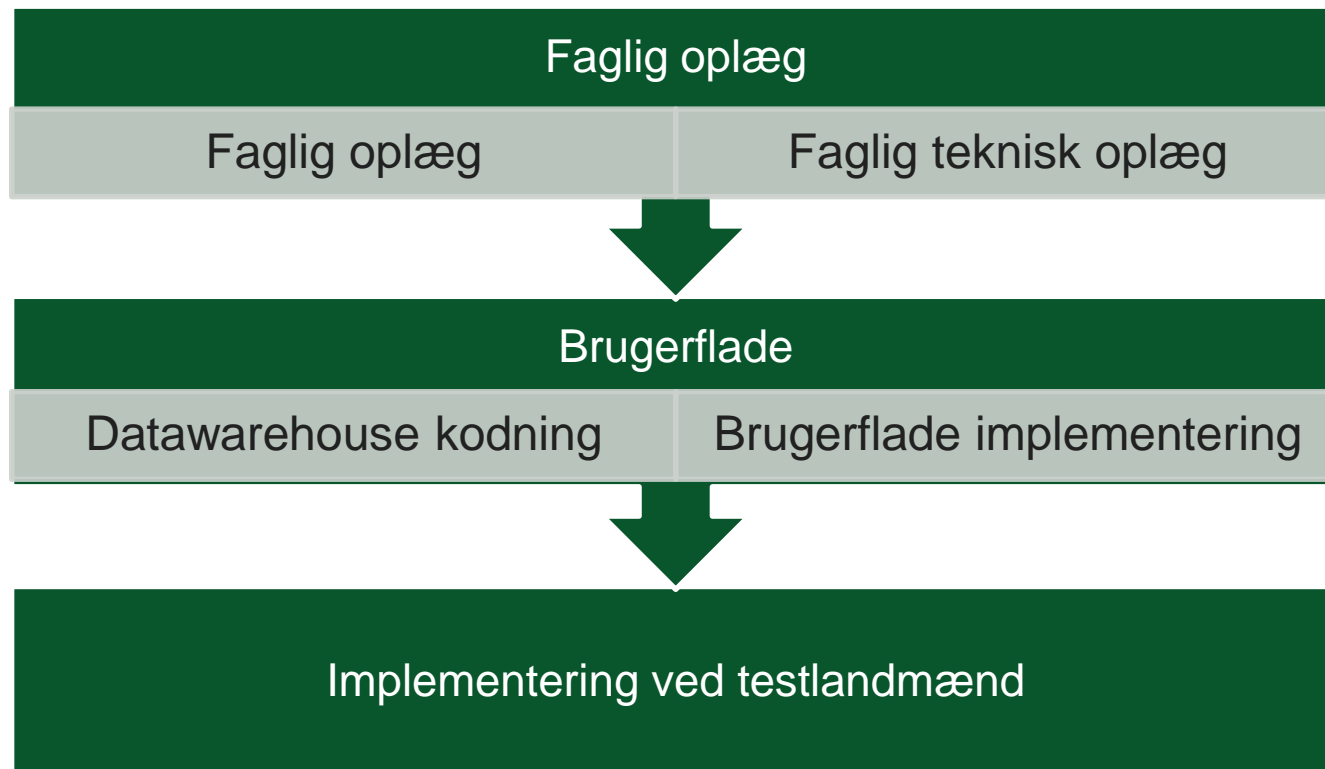 Faglig oplæg
Faglig oplæg
Faglig teknisk oplæg
Brugerflade
Datawarehouse kodning
Brugerflade implementering
Implementering ved testlandmænd